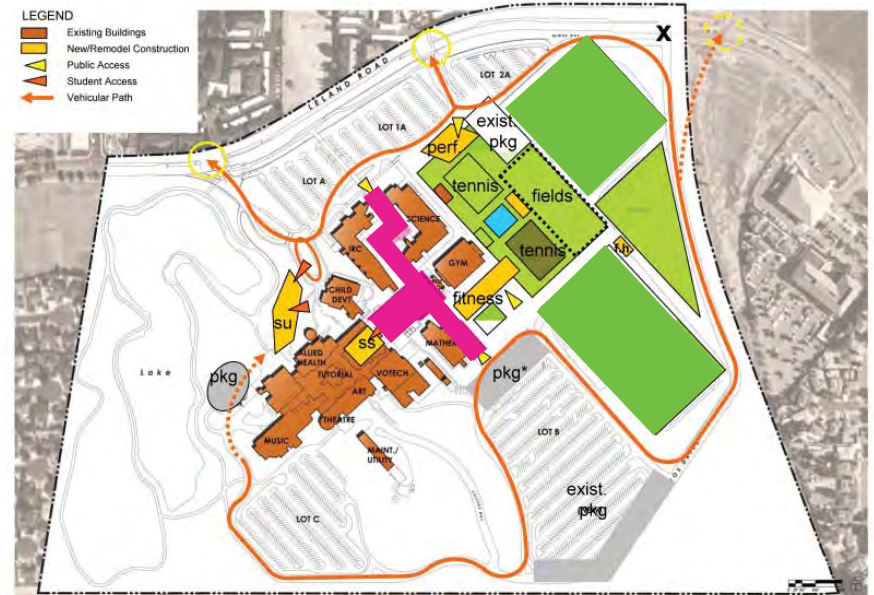 LEGEND
Existing Buildings
New/Remodel Construction
Public Access
Student Access
Vehicular Path
X
LELAND ROAD
LOT 2A
LOT 1A
LOT A
exist.
pkg
perf
tennis
fields
SCIENCE
LRC
GYM
tennis
f.h
CHILD
DEVT
fitness
su
ss
MATH
ALLIED
HEALTH
TUTORIAL
VOTECH
ART
Lake
pkg
pkg*
THEATRE
MUSIC
MAINT./
UTILITY
LOT B
exist.
pkg
LOT C